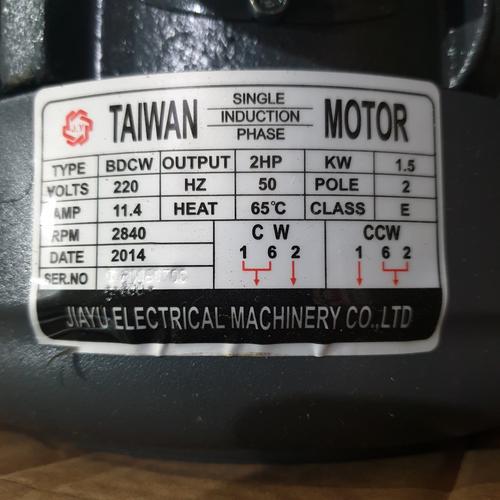 TAIWAN SINGLE INDUCTION PHASE MOTOR
TYPE BDCW OUTPUT 2HP KW 1.5
VOLTS 220 HZ 50 POLE 2
AMP 11.4 HEAT 65℃ CLASS E
RPM 2840 CW CCW
DATE 2014 1 6 2 1 6 2
SER.NO
JIAYU ELECTRICAL MACHINERY CO.,LTD